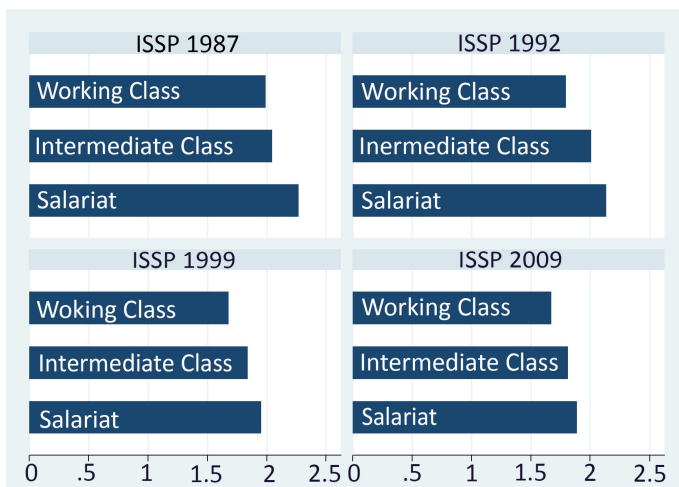 ISSP 1987
Working Class
Intermediate Class
Salariat
ISSP 1992
Working Class
Inermediate Class
Salariat
ISSP 1999
Woking Class
Intermediate Class
Salariat
ISSP 2009
Working Class
Intermediate Class
Salariat
0 .5 1 1.5 2 2.5
0 .5 1 1.5 2 2.5